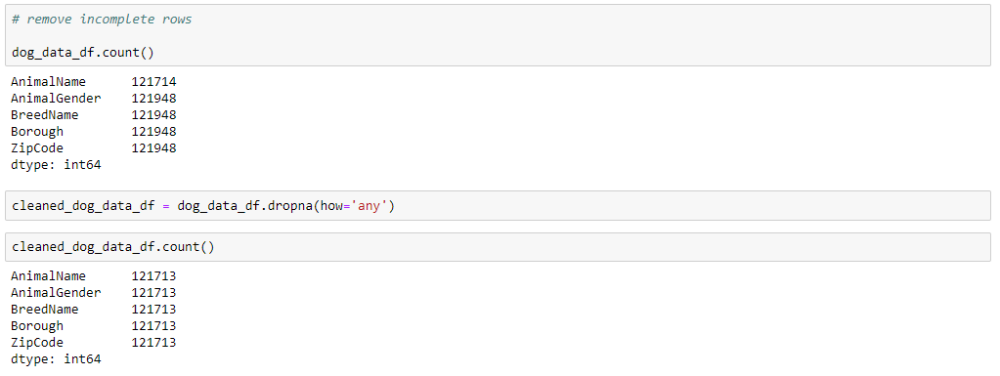 # remove incomplete rows
dog_data_df.count()
AnimalName 121714
AnimalGender 121948
BreedName 121948
Borough 121948
ZipCode 121948
dtype: int64
cleaned_dog_data_df = dog_data_df.dropna(how='any')
cleaned_dog_data_df.count()
AnimalName 121713
AnimalGender 121713
BreedName 121713
Borough 121713
ZipCode 121713
dtype: int64